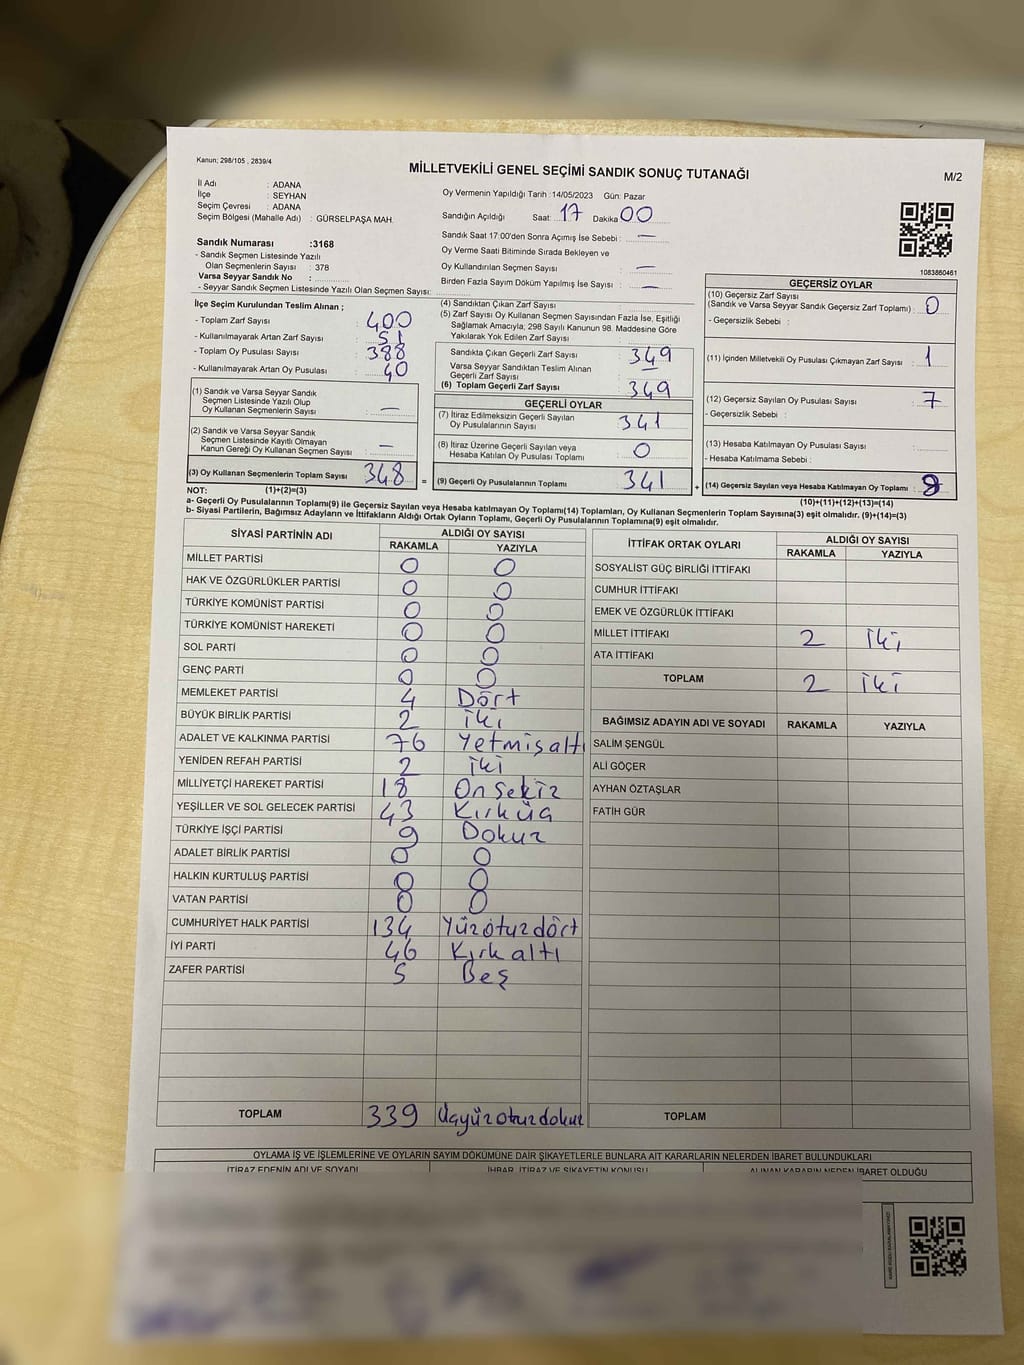 Kanun; 298/105 , 2839/4
MİLLETVEKİLİ GENEL SEÇİMİ SANDIK SONUÇ TUTANAĞI
M/2
İl Adı : ADANA
İlçe : SEYHAN
Seçim Çevresi : ADANA
Seçim Bölgesi (Mahalle Adı) : GÜRSELPAŞA MAH.
Sandık Numarası :3168
- Sandık Seçmen Listesinde Yazılı
Olan Seçmenlerin Sayısı : 378
Varsa Seyyar Sandık No :
- Seyyar Sandık Seçmen Listesinde Yazılı Olan Seçmen Sayısı:
Oy Vermenin Yapıldığı Tarih :14/05/2023 Gün: Pazar
Sandığın Açıldığı Saat: 17 Dakika 00
Sandık Saat 17:00'den Sonra Açmış İse Sebebi : —
Oy Verme Saati Bitiminde Sırada Bekleyen ve
Oy Kullandırılan Seçmen Sayısı : —
Birden Fazla Sayım Döküm Yapılmış İse Sayısı : —
1083860461
İlçe Seçim Kurulundan Teslim Alınan ;
- Toplam Zarf Sayısı : 400
- Kullanılmayarak Artan Zarf Sayısı : 51
- Toplam Oy Pusulası Sayısı : 388
- Kullanılmayarak Artan Oy Pusulası : 40
(1) Sandık ve Varsa Seyyar Sandık
Seçmen Listesinde Yazılı Olup
Oy Kullanan Seçmenlerin Sayısı : —
(2) Sandık ve Varsa Seyyar Sandık
Seçmen Listesinde Kayıtlı Olmayan
Kanun Gereği Oy Kullanan Seçmen Sayısı : —
(3) Oy Kullanan Seçmenlerin Toplam Sayısı 348 =
(4) Sandıktan Çıkan Zarf Sayısı :
(5) Zarf Sayısı Oy Kullanan Seçmen Sayısından Fazla İse, Eşitliği
Sağlamak Amacıyla; 298 Sayılı Kanunun 98. Maddesine Göre
Yakılarak Yok Edilen Zarf Sayısı :
Sandıkta Çıkan Geçerli Zarf Sayısı : 349
Varsa Seyyar Sandıktan Teslim Alınan
Geçerli Zarf Sayısı : —
(6) Toplam Geçerli Zarf Sayısı : 349
GEÇERLİ OYLAR
(7) İtiraz Edilmeksizin Geçerli Sayılan
Oy Pusulalarının Sayısı : 341
(8) İtiraz Üzerine Geçerli Sayılan veya
Hesaba Katılan Oy Pusulası Toplamı : 0
(9) Geçerli Oy Pusulalarının Toplamı : 341 +
GEÇERSİZ OYLAR
(10) Geçersiz Zarf Sayısı
(Sandık ve Varsa Seyyar Sandık Geçersiz Zarf Toplamı) : 0
- Geçersizlik Sebebi :
(11) İçinden Milletvekili Oy Pusulası Çıkmayan Zarf Sayısı : 1
(12) Geçersiz Sayılan Oy Pusulası Sayısı : 7
- Geçersizlik Sebebi :
(13) Hesaba Katılmayan Oy Pusulası Sayısı :
- Hesaba Katılmama Sebebi :
(14) Geçersiz Sayılan veya Hesaba Katılmayan Oy Toplamı :
NOT: (1)+(2)=(3) (10)+(11)+(12)+(13)=(14)
a- Geçerli Oy Pusulalarının Toplamı(9) ile Geçersiz Sayılan veya Hesaba katılmayan Oy Toplamı(14) Toplamları, Oy Kullanan Seçmenlerin Toplam Sayısına(3) eşit olmalıdır. (9)+(14)=(3)
b- Siyasi Partilerin, Bağımsız Adayların ve İttifakların Aldığı Ortak Oyların Toplamı, Geçerli Oy Pusulalarının Toplamına(9) eşit olmalıdır.
SİYASİ PARTİNİN ADI ALDIĞI OY SAYISI
RAKAMLA YAZIYLA
MİLLET PARTİSİ 0 0
HAK VE ÖZGÜRLÜKLER PARTİSİ 0 0
TÜRKİYE KOMÜNİST PARTİSİ 0 0
TÜRKİYE KOMÜNİST HAREKETİ 0 0
SOL PARTİ 0 0
GENÇ PARTİ 0 0
MEMLEKET PARTİSİ 4 Dört
BÜYÜK BİRLİK PARTİSİ 2 iki
ADALET VE KALKINMA PARTİSİ 76 Yetmişaltı
YENİDEN REFAH PARTİSİ 2 iki
MİLLİYETÇİ HAREKET PARTİSİ 18 On Sekiz
YEŞİLLER VE SOL GELECEK PARTİSİ 43 Kırküç
TÜRKİYE İŞÇİ PARTİSİ 9 Dokuz
ADALET BİRLİK PARTİSİ 0 0
HALKIN KURTULUŞ PARTİSİ 0 0
VATAN PARTİSİ 0 0
CUMHURİYET HALK PARTİSİ 134 Yüzotuzdört
İYİ PARTİ 46 Kırk altı
ZAFER PARTİSİ 5 Beş
TOPLAM 339 Üçyüzotuzdokuz
İTTİFAK ORTAK OYLARI ALDIĞI OY SAYISI
RAKAMLA YAZIYLA
SOSYALİST GÜÇ BİRLİĞİ İTTİFAKI
CUMHUR İTTİFAKI
EMEK VE ÖZGÜRLÜK İTTİFAKI
MİLLET İTTİFAKI 2 iki
ATA İTTİFAKI
TOPLAM 2 iki
BAĞIMSIZ ADAYIN ADI VE SOYADI RAKAMLA YAZIYLA
SALİM ŞENGÜL
ALİ GÖÇER
AYHAN ÖZTAŞLAR
FATİH GÜR
TOPLAM
OYLAMA İŞ VE İŞLEMLERİNE VE OYLARIN SAYIM DÖKÜMÜNE DAİR ŞİKAYETLERLE BUNLARA AİT KARARLARIN NELERDEN İBARET BULUNDUKLARI
İTİRAZ EDENİN ADI VE SOYADI İHBAR, İTİRAZ VE ŞİKAYETİN KONUSU ALINAN KARARIN NEDEN İBARET OLDUĞU